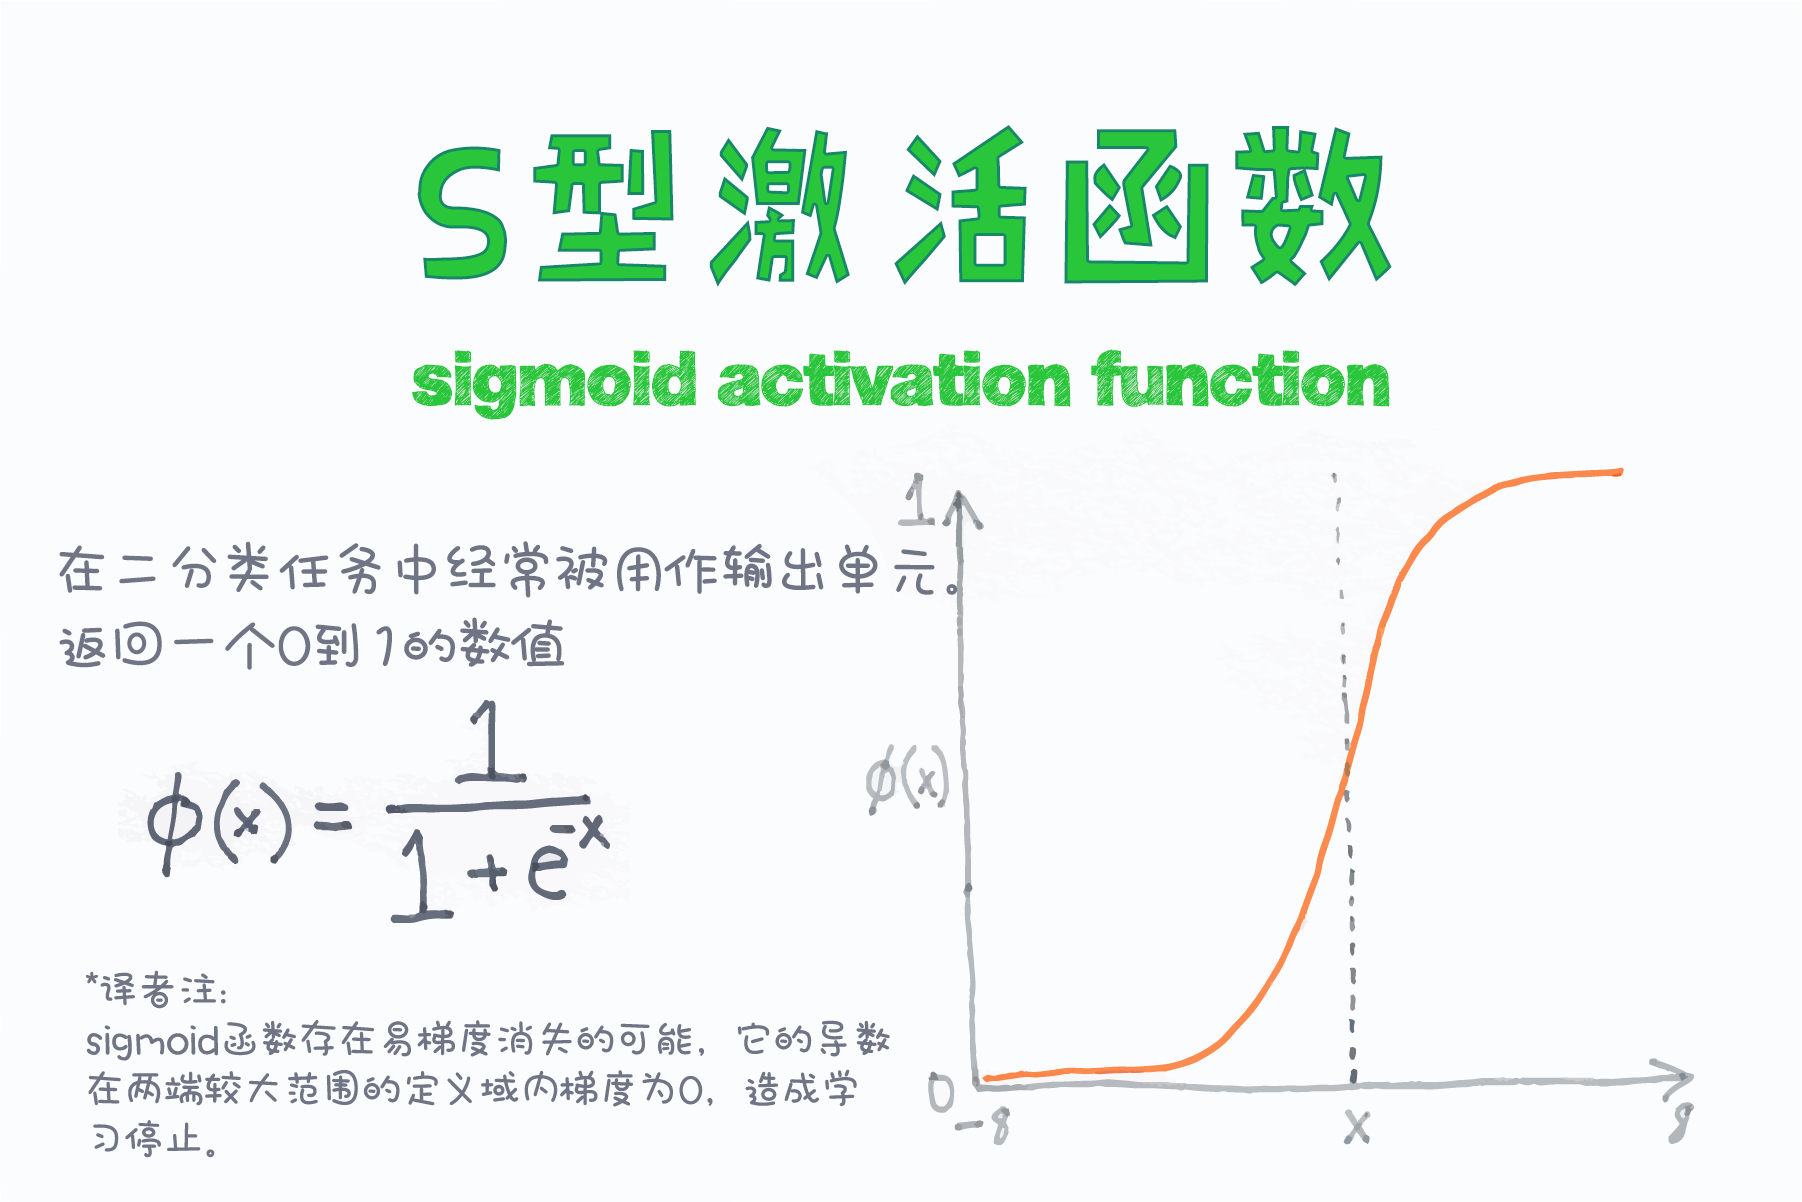 S型激活函数
sigmoid activation function
在二分类任务中经常被用作输出单元。
返回一个0到1的数值
ϕ(x) = 1 / (1 + e^-x)
*译者注:
sigmoid函数存在易梯度消失的可能，它的导数
在两端较大范围的定义域内梯度为0，造成学
习停止。
1
ϕ(x)
0
-8
x
8